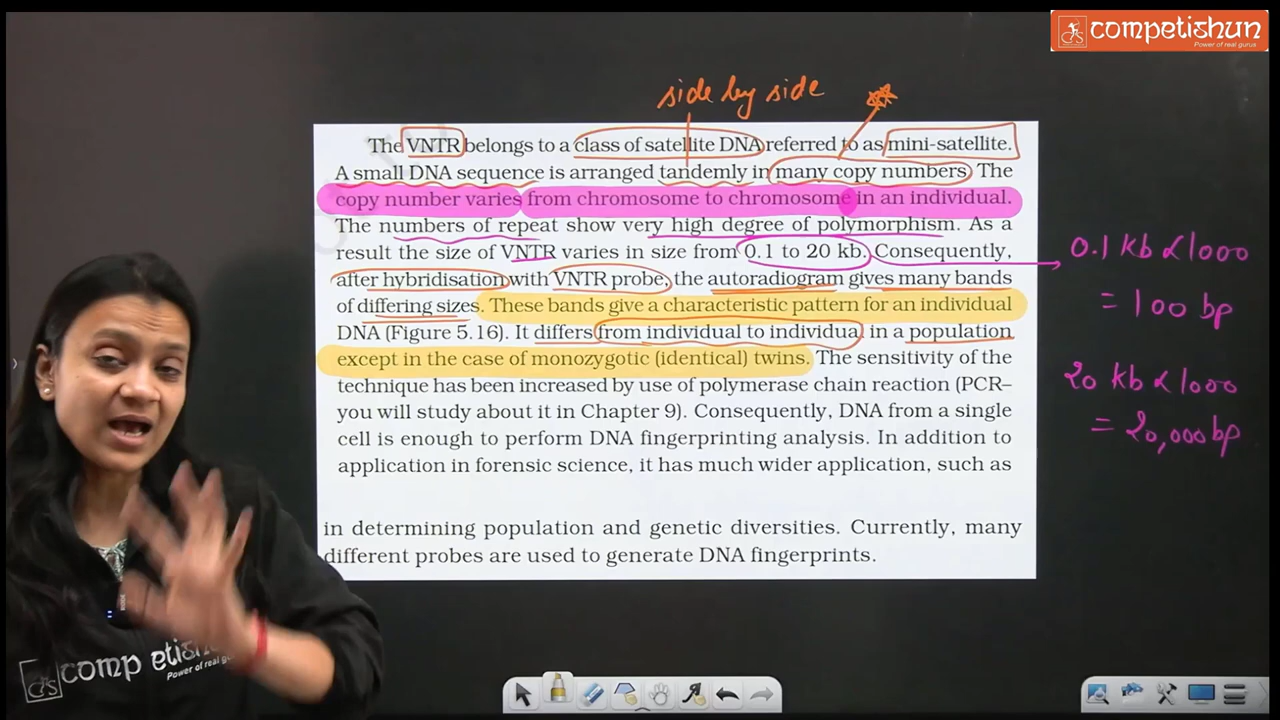 competishun
Power of real gurus
side by side
The VNTR belongs to a class of satellite DNA referred to as mini-satellite.
A small DNA sequence is arranged tandemly in many copy numbers. The
copy number varies from chromosome to chromosome in an individual.
The numbers of repeat show very high degree of polymorphism. As a
result the size of VNTR varies in size from 0.1 to 20 kb. Consequently,
after hybridisation with VNTR probe, the autoradiogram gives many bands
of differing sizes. These bands give a characteristic pattern for an individual
DNA (Figure 5.16). It differs from individual to individual in a population
except in the case of monozygotic (identical) twins. The sensitivity of the
technique has been increased by use of polymerase chain reaction (PCR–
you will study about it in Chapter 9). Consequently, DNA from a single
cell is enough to perform DNA fingerprinting analysis. In addition to
application in forensic science, it has much wider application, such as
in determining population and genetic diversities. Currently, many
different probes are used to generate DNA fingerprints.
0.1 kb × 1000
= 100 bp
20 kb × 1000
= 20,000 bp
competishun
Power of real gurus